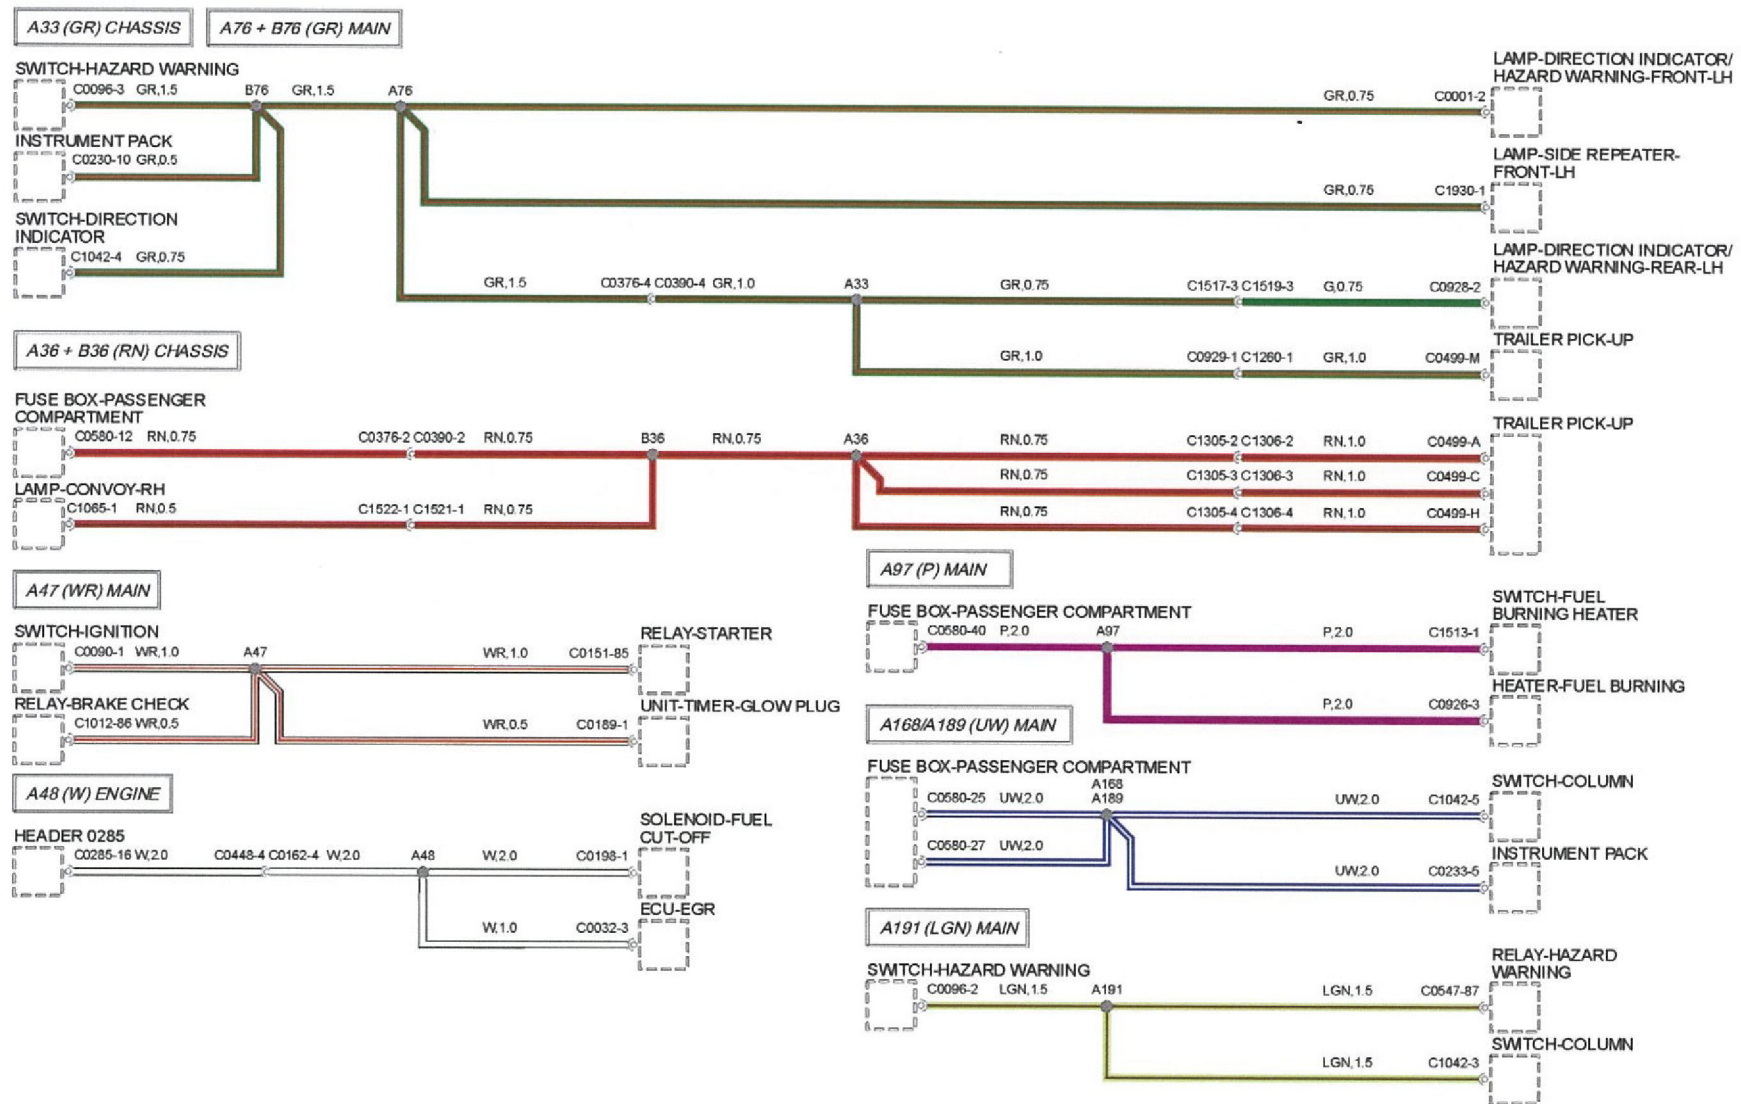 A33 (GR) CHASSIS
A76 + B76 (GR) MAIN
SWITCH-HAZARD WARNING
C0096-3 GR,1.5 B76 GR,1.5 A76 GR,0.75 C0001-2
LAMP-DIRECTION INDICATOR/
HAZARD WARNING-FRONT-LH
INSTRUMENT PACK
C0230-10 GR,0.5
LAMP-SIDE REPEATER-
FRONT-LH
GR,0.75 C1930-1
SWITCH-DIRECTION
INDICATOR
C1042-4 GR,0.75
LAMP-DIRECTION INDICATOR/
HAZARD WARNING-REAR-LH
GR,1.5 C0376-4 C0390-4 GR,1.0 A33 GR,0.75 C1517-3 C1519-3 G,0.75 C0928-2
TRAILER PICK-UP
GR,1.0 C0929-1 C1260-1 GR,1.0 C0499-M
A36 + B36 (RN) CHASSIS
FUSE BOX-PASSENGER
COMPARTMENT
C0580-12 RN,0.75 C0376-2 C0390-2 RN,0.75 B36 RN,0.75 A36 RN,0.75 C1305-2 C1306-2 RN,1.0 C0499-A
TRAILER PICK-UP
RN,0.75 C1305-3 C1306-3 RN,1.0 C0499-C
LAMP-CONVOY-RH
C1065-1 RN,0.5 C1522-1 C1521-1 RN,0.75
RN,0.75 C1305-4 C1306-4 RN,1.0 C0499-H
A47 (WR) MAIN
SWITCH-IGNITION
C0090-1 WR,1.0 A47 WR,1.0 C0151-85
RELAY-STARTER
RELAY-BRAKE CHECK
C1012-86 WR,0.5
WR,0.5 C0189-1
UNIT-TIMER-GLOW PLUG
A48 (W) ENGINE
HEADER 0285
C0285-16 W,2.0 C0448-4 C0162-4 W,2.0 A48 W,2.0 C0198-1
SOLENOID-FUEL
CUT-OFF
ECU-EGR
W,1.0 C0032-3
A97 (P) MAIN
FUSE BOX-PASSENGER COMPARTMENT
C0580-40 P,2.0 A97 P,2.0 C1513-1
SWITCH-FUEL
BURNING HEATER
HEATER-FUEL BURNING
P,2.0 C0926-3
A168/A189 (UW) MAIN
FUSE BOX-PASSENGER COMPARTMENT
A168
C0580-25 UW,2.0 A189 UW,2.0 C1042-5
SWITCH-COLUMN
C0580-27 UW,2.0
INSTRUMENT PACK
UW,2.0 C0233-5
A191 (LGN) MAIN
SWITCH-HAZARD WARNING
C0096-2 LGN,1.5 A191 LGN,1.5 C0547-87
RELAY-HAZARD
WARNING
SWITCH-COLUMN
LGN,1.5 C1042-3